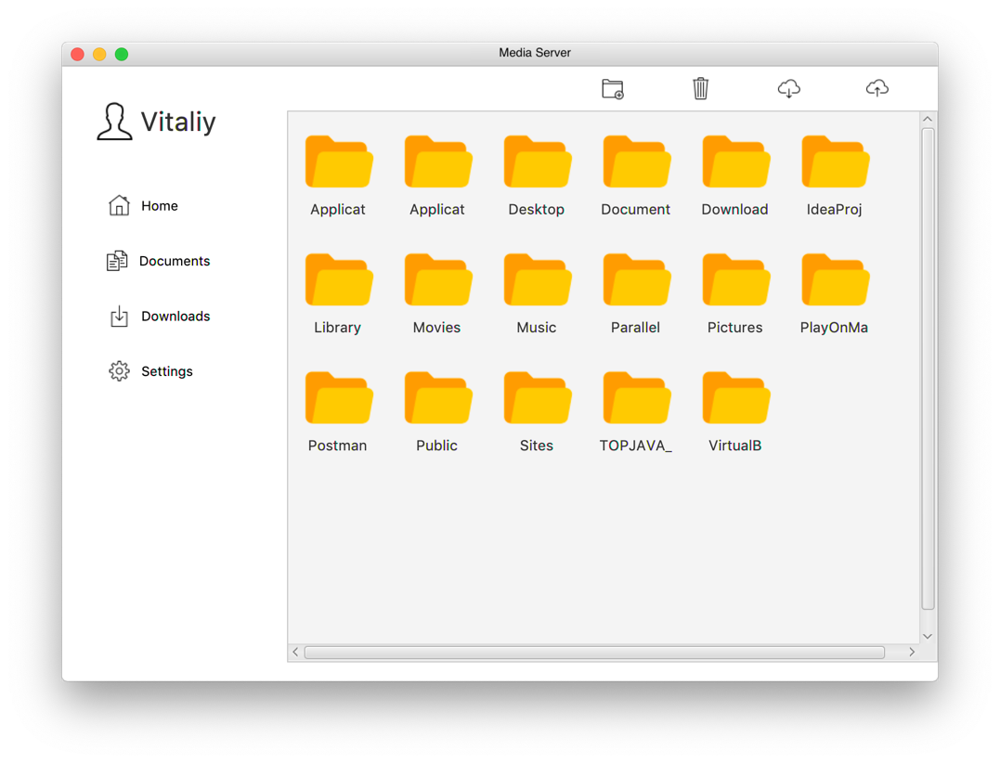 Media Server
Vitaliy
Home
Documents
Downloads
Settings
Applicat
Applicat
Desktop
Document
Download
IdeaProj
Library
Movies
Music
Parallel
Pictures
PlayOnMa
Postman
Public
Sites
TOPJAVA_
VirtualB